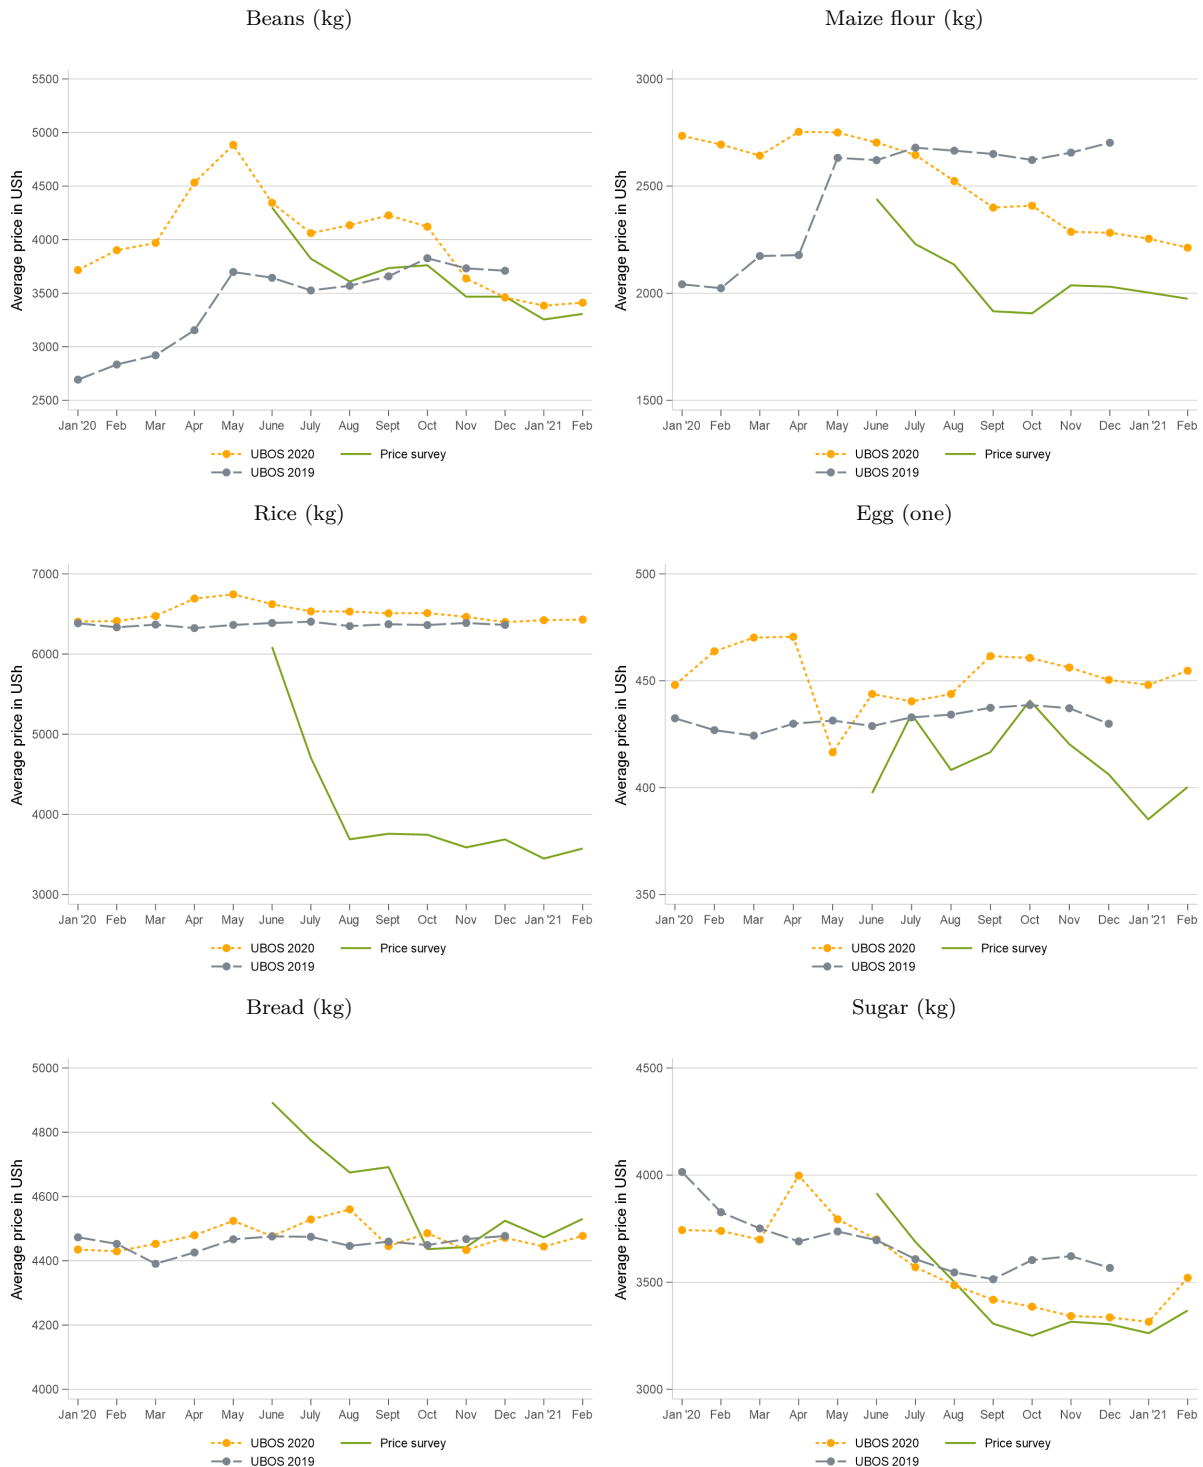 Beans (kg)
Average price in USh
5500
5000
4500
4000
3500
3000
2500
Jan '20 Feb Mar Apr May June July Aug Sept Oct Nov Dec Jan '21 Feb
UBOS 2020 Price survey
UBOS 2019
Maize flour (kg)
Average price in USh
3000
2500
2000
1500
Jan '20 Feb Mar Apr May June July Aug Sept Oct Nov Dec Jan '21 Feb
UBOS 2020 Price survey
UBOS 2019
Rice (kg)
Average price in USh
7000
6000
5000
4000
3000
Jan '20 Feb Mar Apr May June July Aug Sept Oct Nov Dec Jan '21 Feb
UBOS 2020 Price survey
UBOS 2019
Egg (one)
Average price in USh
500
450
400
350
Jan '20 Feb Mar Apr May June July Aug Sept Oct Nov Dec Jan '21 Feb
UBOS 2020 Price survey
UBOS 2019
Bread (kg)
Average price in USh
5000
4800
4600
4400
4200
4000
Jan '20 Feb Mar Apr May June July Aug Sept Oct Nov Dec Jan '21 Feb
UBOS 2020 Price survey
UBOS 2019
Sugar (kg)
Average price in USh
4500
4000
3500
3000
Jan '20 Feb Mar Apr May June July Aug Sept Oct Nov Dec Jan '21 Feb
UBOS 2020 Price survey
UBOS 2019